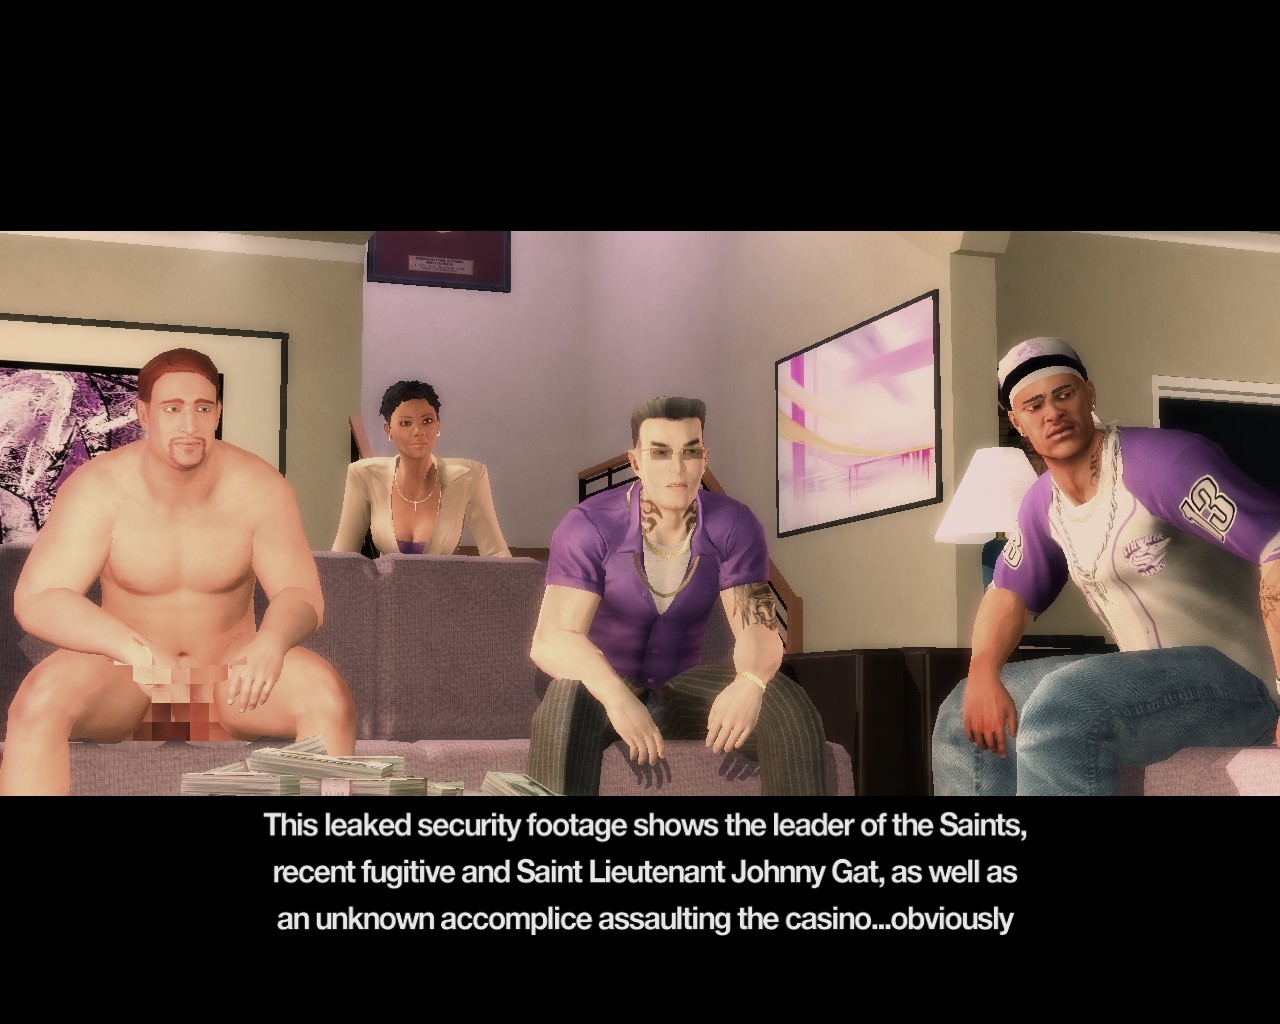 13
This leaked security footage shows the leader of the Saints,
recent fugitive and Saint Lieutenant Johnny Gat, as well as
an unknown accomplice assaulting the casino...obviously